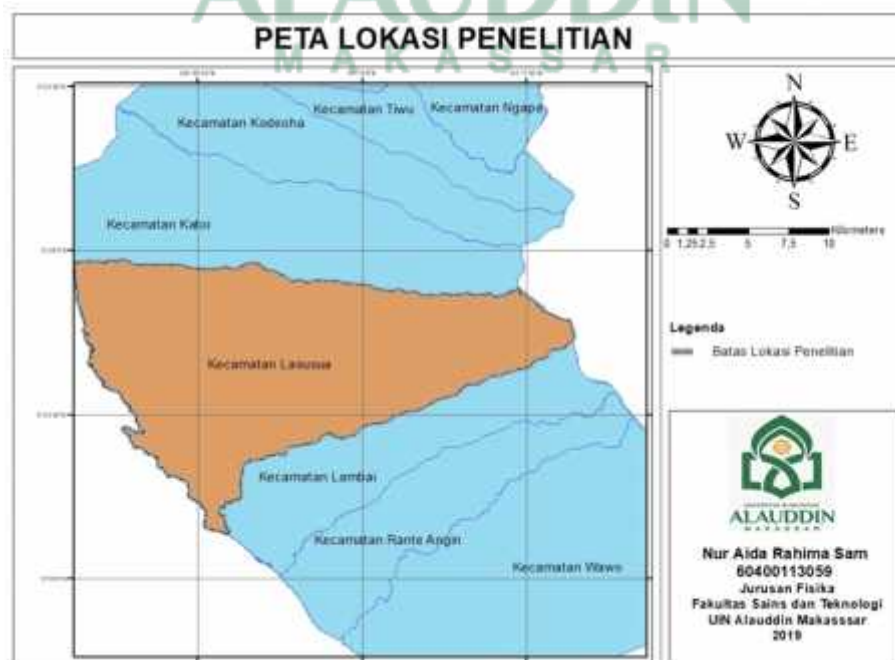 ALAUDDIN
MAKASSAR
PETA LOKASI PENELITIAN
Kecamatan Kodeoha
Kecamatan Tiwu
Kecamatan Ngapa
Kecamatan Katoi
Kecamatan Lasusua
Kecamatan Lambai
Kecamatan Rante Angin
Kecamatan Wawo
N
W E
S
Kilometers
0 1,25 2,5 5 7,5 10
Legenda
Batas Lokasi Penelitian
ALAUDDIN
MAKASSAR
Nur Aida Rahima Sam
60400113059
Jurusan Fisika
Fakultas Sains dan Teknologi
UIN Alauddin Makasssar
2019